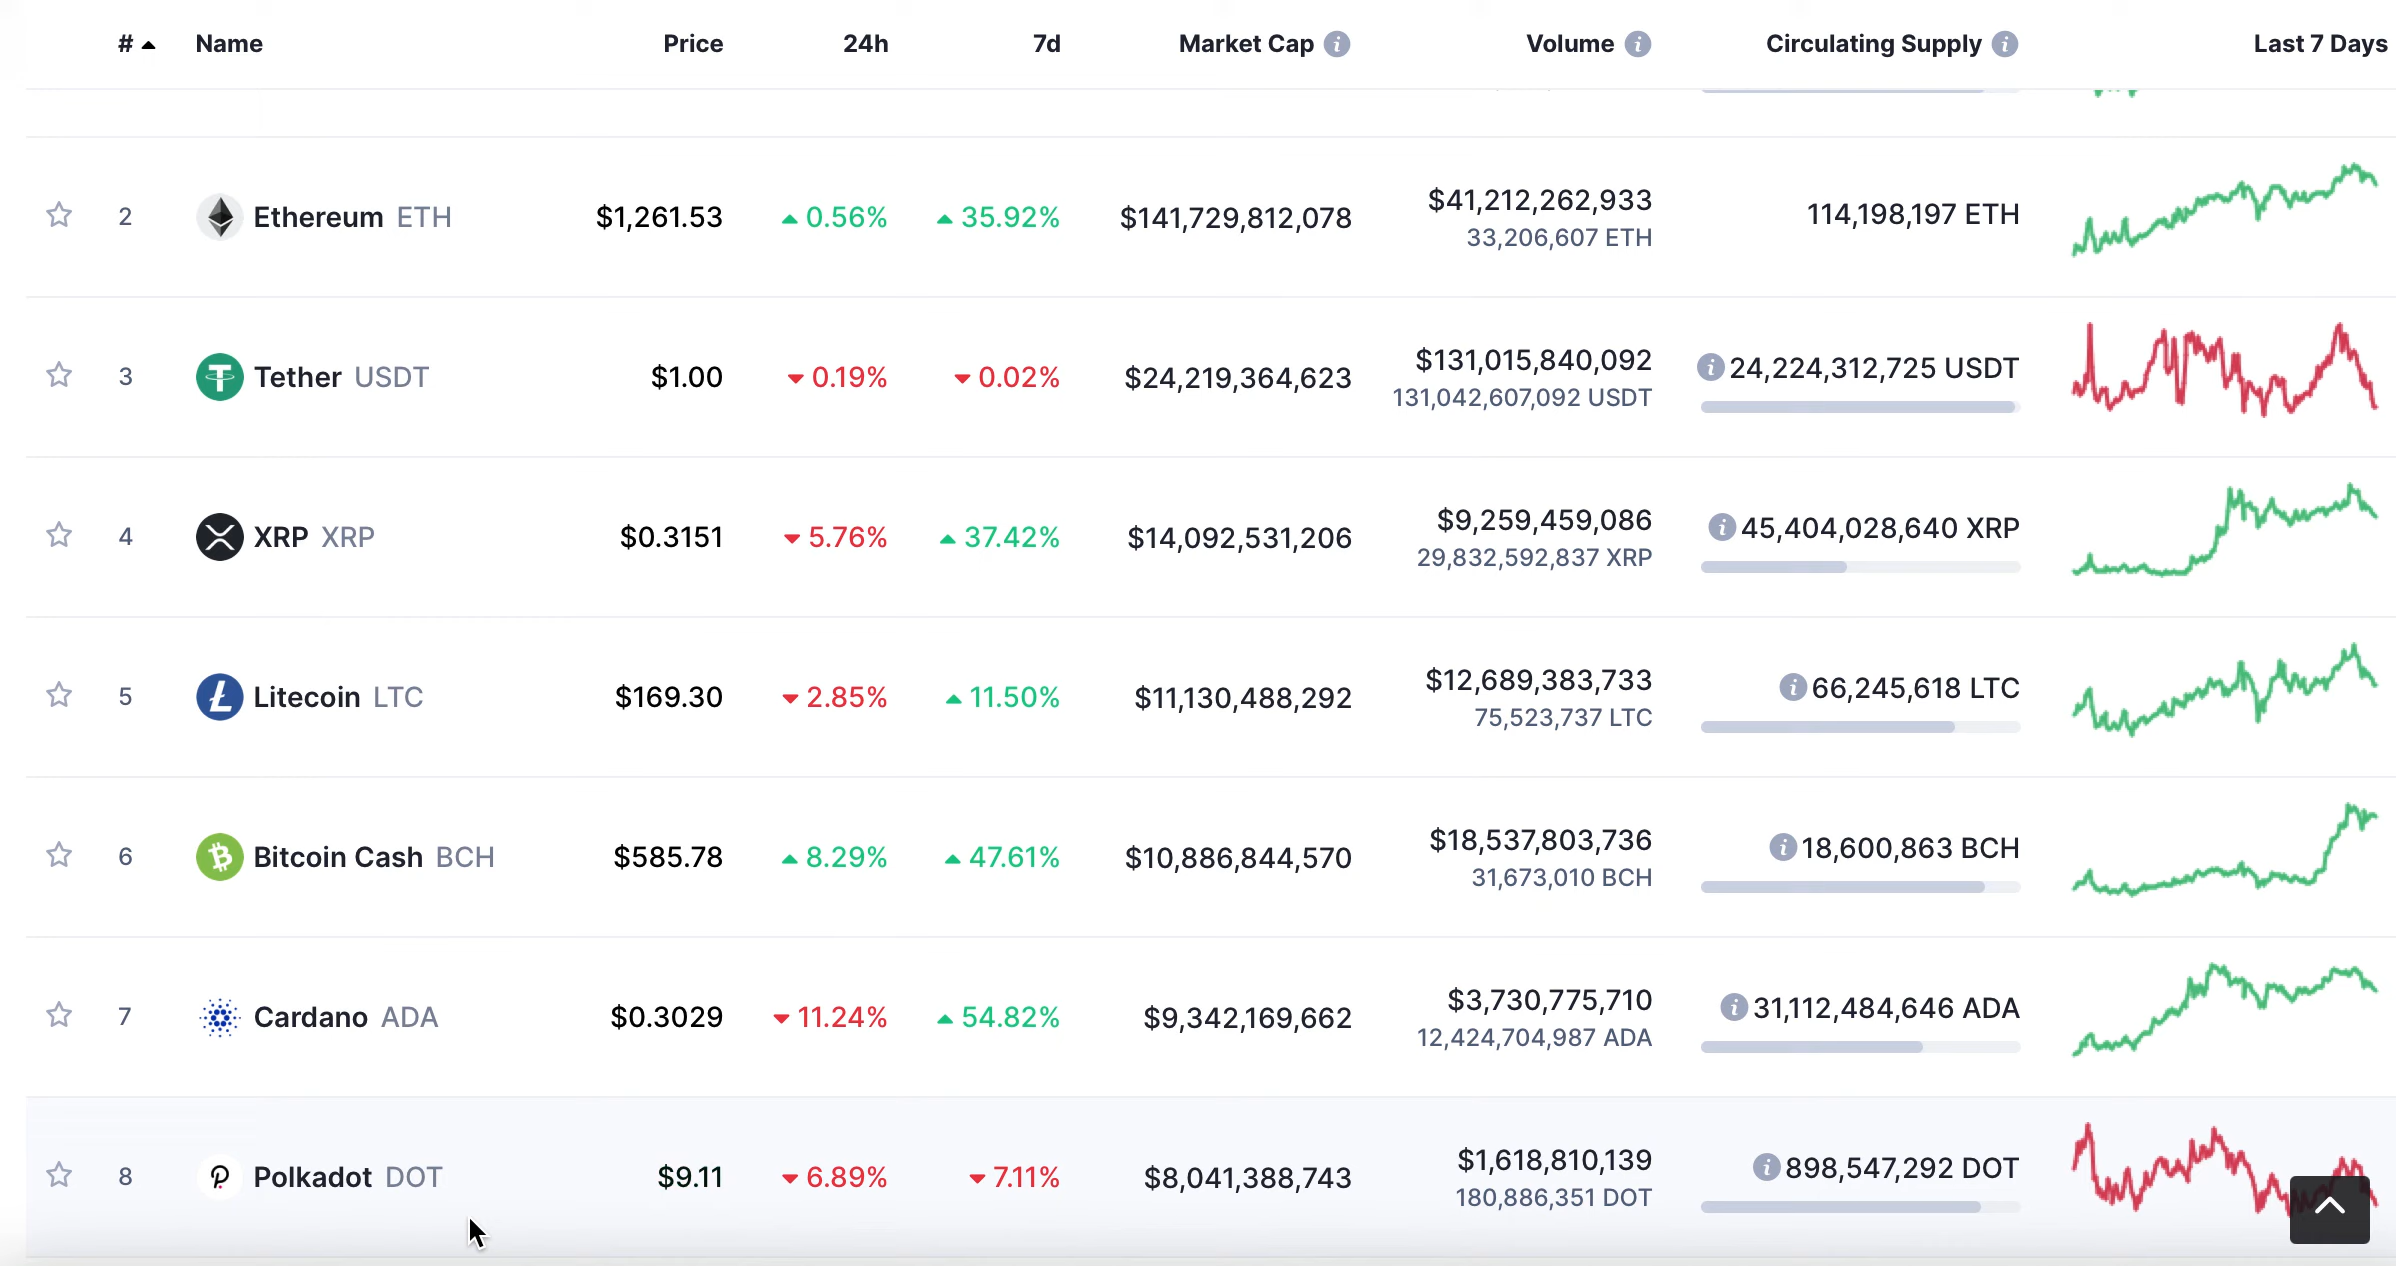 # Name Price 24h 7d Market Cap Volume Circulating Supply Last 7 Days
2 Ethereum ETH $1,261.53 0.56% 35.92% $141,729,812,078 $41,212,262,933 114,198,197 ETH
33,206,607 ETH
3 Tether USDT $1.00 0.19% 0.02% $24,219,364,623 $131,015,840,092 24,224,312,725 USDT
131,042,607,092 USDT
4 XRP XRP $0.3151 5.76% 37.42% $14,092,531,206 $9,259,459,086 45,404,028,640 XRP
29,832,592,837 XRP
5 Litecoin LTC $169.30 2.85% 11.50% $11,130,488,292 $12,689,383,733 66,245,618 LTC
75,523,737 LTC
6 Bitcoin Cash BCH $585.78 8.29% 47.61% $10,886,844,570 $18,537,803,736 18,600,863 BCH
31,673,010 BCH
7 Cardano ADA $0.3029 11.24% 54.82% $9,342,169,662 $3,730,775,710 31,112,484,646 ADA
12,424,704,987 ADA
8 Polkadot DOT $9.11 6.89% 7.11% $8,041,388,743 $1,618,810,139 898,547,292 DOT
180,886,351 DOT